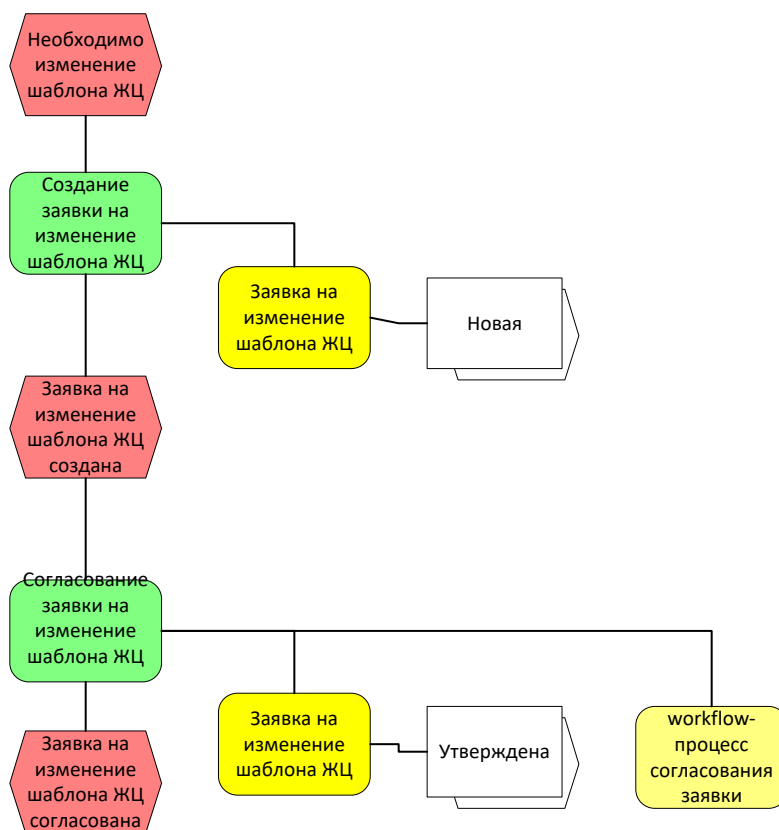 Необходимо
изменение
шаблона ЖЦ
Создание
заявки на
изменение
шаблона ЖЦ
Заявка на
изменение
шаблона ЖЦ
Новая
Заявка на
изменение
шаблона ЖЦ
создана
Согласование
заявки на
изменение
шаблона ЖЦ
Заявка на
изменение
шаблона ЖЦ
Утверждена
workflow-
процесс
согласования
заявки
Заявка на
изменение
шаблона ЖЦ
согласована